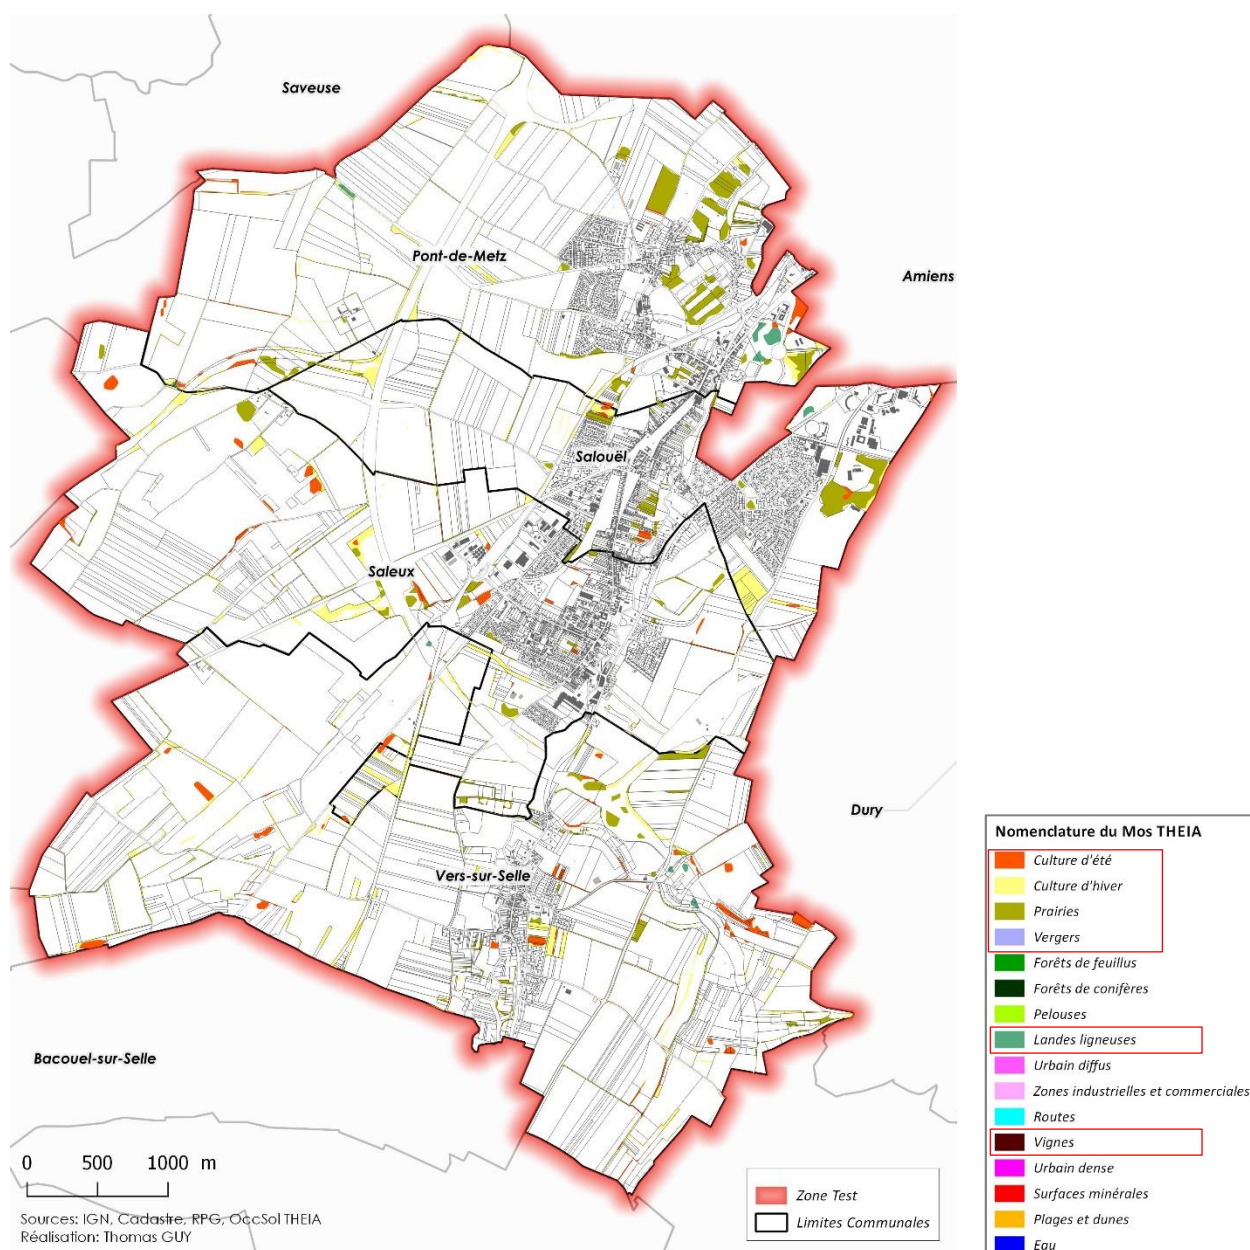 Saveuse
Pont-de-Metz
Amiens
Salouël
Saleux
Dury
Vers-sur-Selle
Bacouel-sur-Selle
0 500 1000 m
Sources: IGN, Cadastre, RPG, OccSol THEIA
Réalisation: Thomas GUY
Zone Test
Limites Communales
Nomenclature du Mos THEIA
Culture d'été
Culture d'hiver
Prairies
Vergers
Forêts de feuillus
Forêts de conifères
Pelouses
Landes ligneuses
Urbain diffus
Zones industrielles et commerciales
Routes
Vignes
Urbain dense
Surfaces minérales
Plages et dunes
Eau